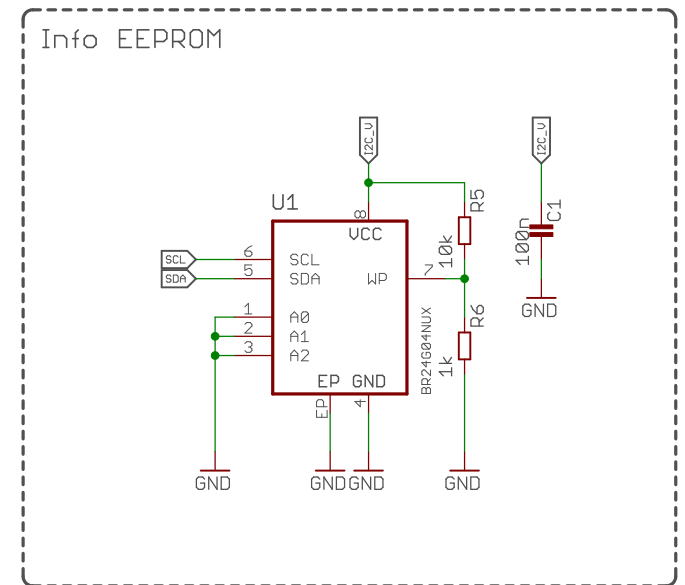 Info EEPROM
I2C_V
I2C_V
U1
8
VCC
R5
10k
C1
100n
SCL
6
SCL
SDA
5
SDA
WP
7
1
A0
2
A1
3
A2
R6
1k
BR24G04NUX
EP
GND
EP
4
GND
GND
GND
GND
GND